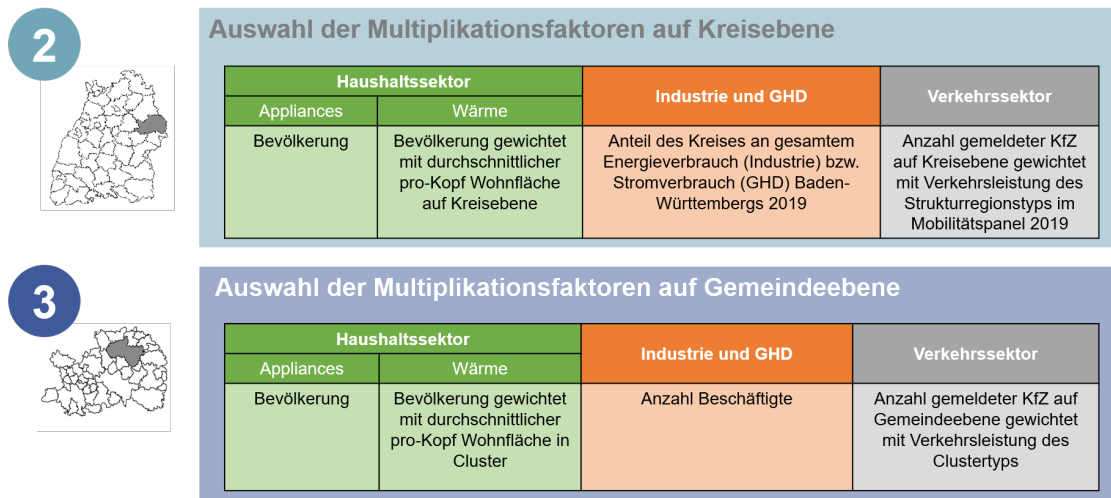 2
Auswahl der Multiplikationsfaktoren auf Kreisebene
Haushaltssektor
Industrie und GHD
Verkehrssektor
Appliances
Wärme
Bevölkerung
Bevölkerung gewichtet
mit durchschnittlicher
pro-Kopf Wohnfläche
auf Kreisebene
Anteil des Kreises an gesamtem
Energieverbrauch (Industrie) bzw.
Stromverbrauch (GHD) Baden-
Württembergs 2019
Anzahl gemeldeter KfZ
auf Kreisebene gewichtet
mit Verkehrsleistung des
Strukturregionstyps im
Mobilitätspanel 2019
3
Auswahl der Multiplikationsfaktoren auf Gemeindeebene
Haushaltssektor
Industrie und GHD
Verkehrssektor
Appliances
Wärme
Bevölkerung
Bevölkerung gewichtet
mit durchschnittlicher
pro-Kopf Wohnfläche in
Cluster
Anzahl Beschäftigte
Anzahl gemeldeter KfZ auf
Gemeindeebene gewichtet
mit Verkehrsleistung des
Clustertyps